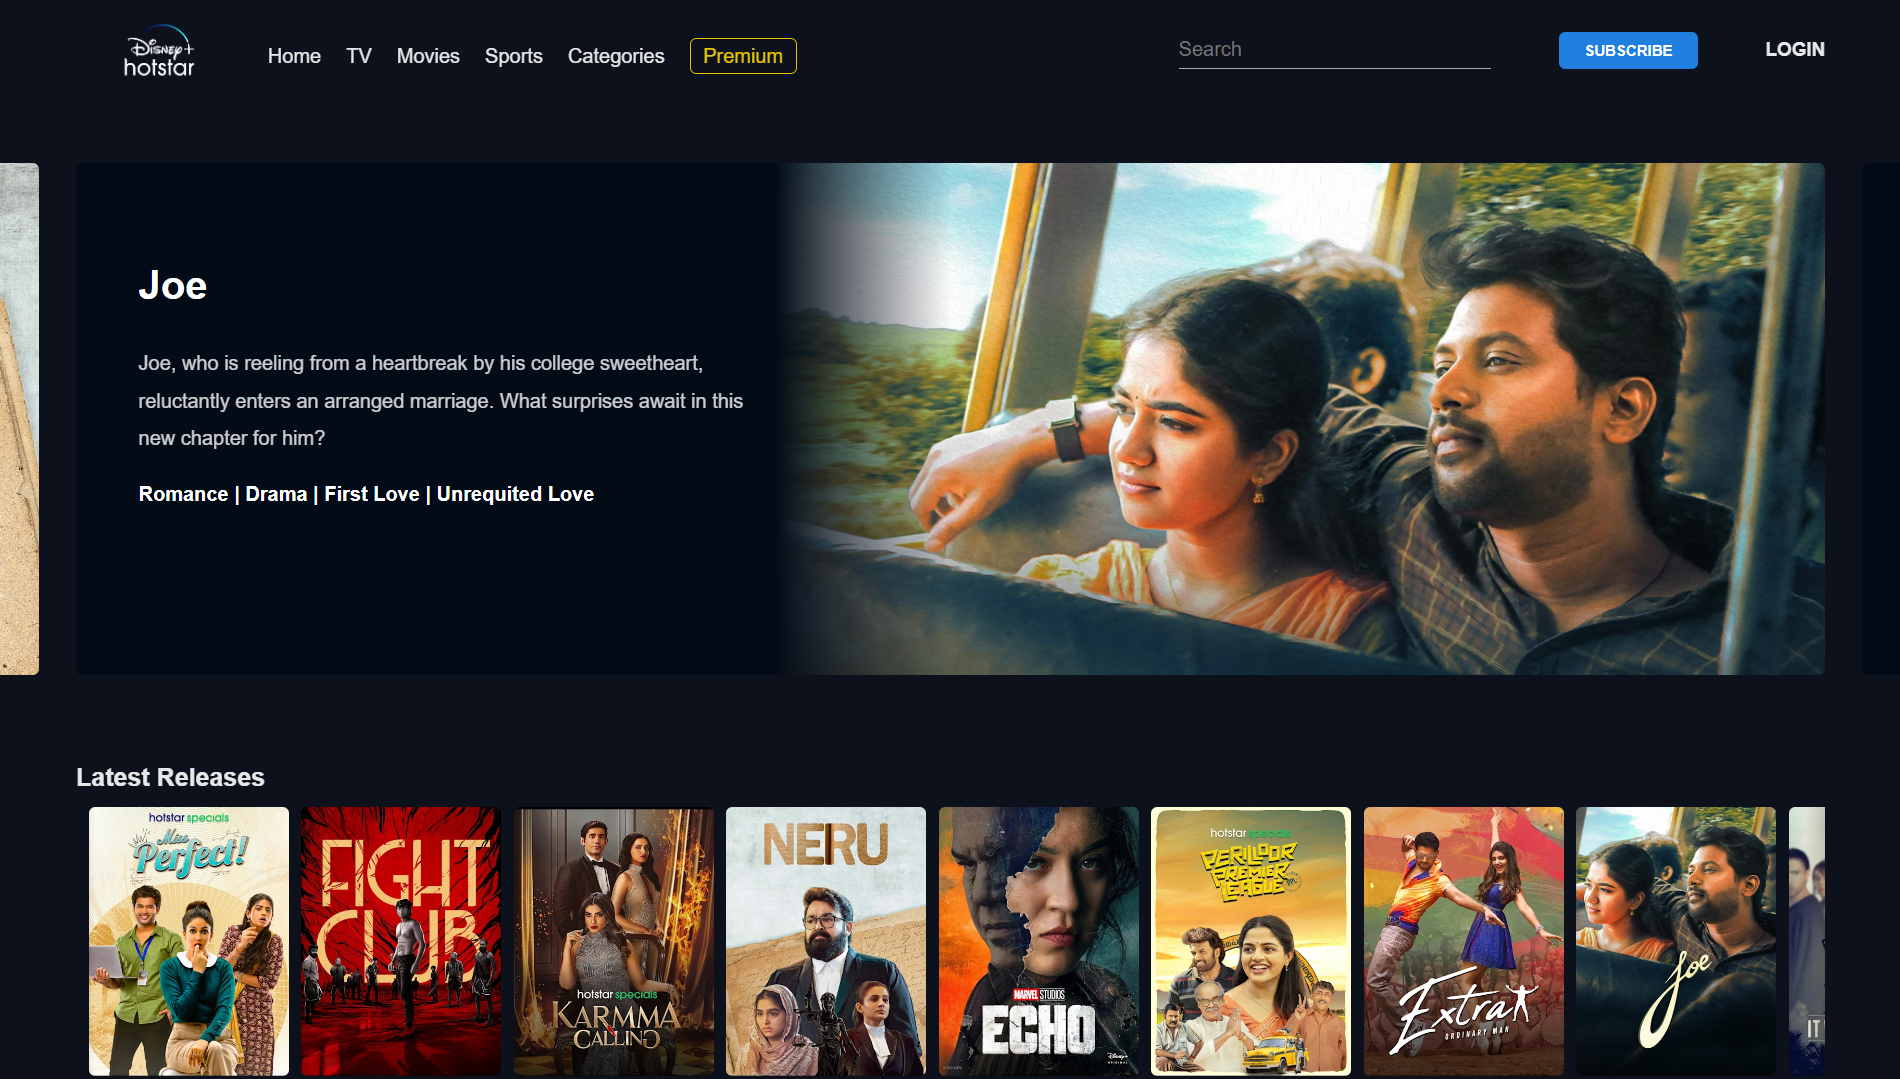 Disney+
hotstar
Home
TV
Movies
Sports
Categories
Premium
Search
SUBSCRIBE
LOGIN
Joe
Joe, who is reeling from a heartbreak by his college sweetheart,
reluctantly enters an arranged marriage. What surprises await in this
new chapter for him?
Romance | Drama | First Love | Unrequited Love
Latest Releases
hotstar specials
Miss
Perfect!
FIGHT
CLUB
hotstar specials
KARMMA
CALLING
NERU
MARVEL STUDIOS
ECHO
Disney+
ORIGINAL
hotstar specials
PERILLOOR
PREMIER
LEAGUE
Extra
ORDINARY MAN
Joe
IT